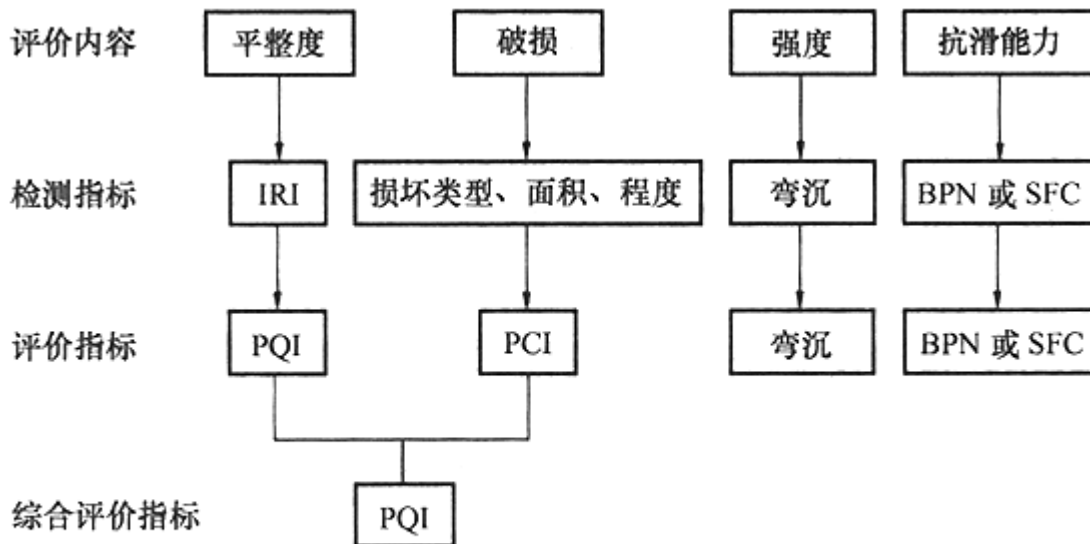 评价内容 平整度 破损 强度 抗滑能力
检测指标 IRI 损坏类型、面积、程度 弯沉 BPN 或 SFC
评价指标 PQI PCI 弯沉 BPN 或 SFC
综合评价指标 PQI